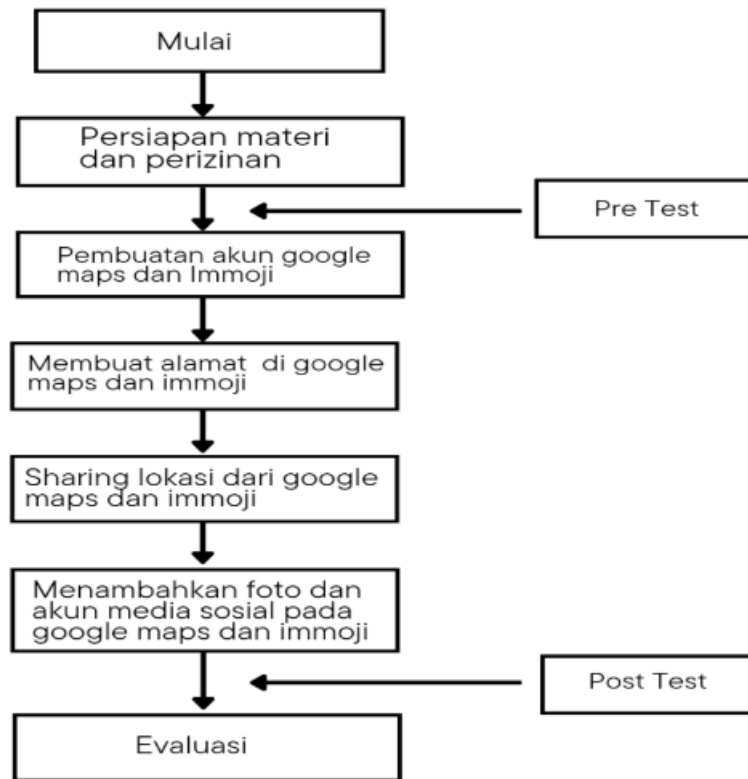 Mulai
Persiapan materi
dan perizinan
Pre Test
Pembuatan akun google
maps dan Immoji
Membuat alamat di google
maps dan immoji
Sharing lokasi dari google
maps dan immoji
Menambahkan foto dan
akun media sosial pada
google maps dan immoji
Post Test
Evaluasi